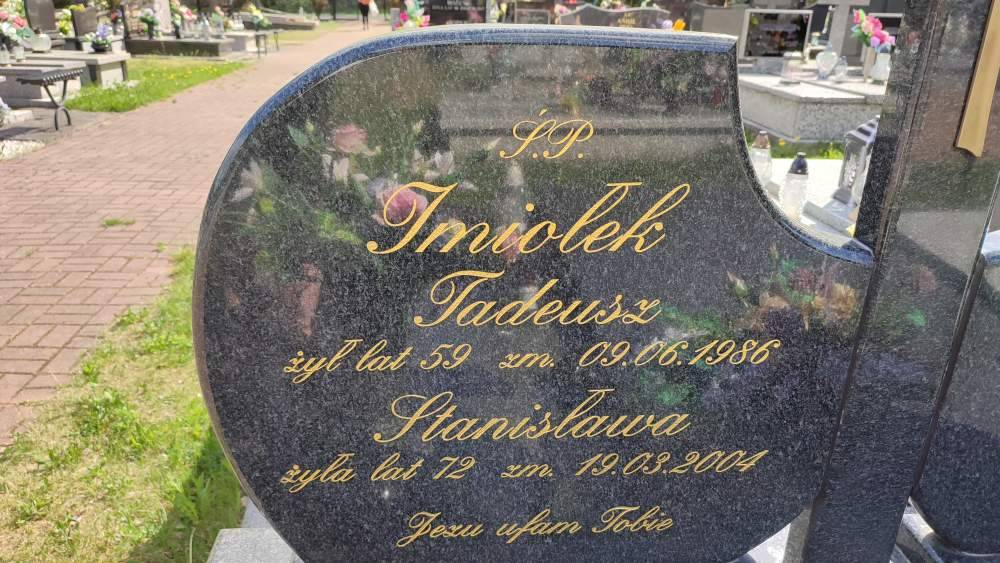 Ś.P.
Imiołek
Tadeusz
żył lat 59 zm. 09.06.1986
Stanisława
żyła lat 72 zm. 19.03.2004
Jezu ufam Tobie